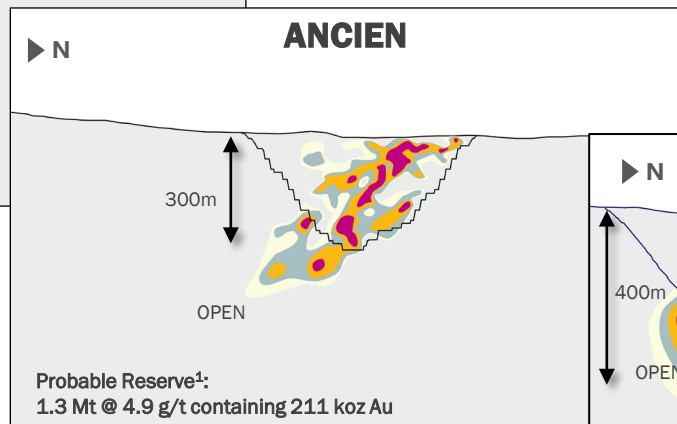 ANCIEN
N
300m
OPEN
Probable Reserve¹:
1.3 Mt @ 4.9 g/t containing 211 koz Au
N
400m
OPEN